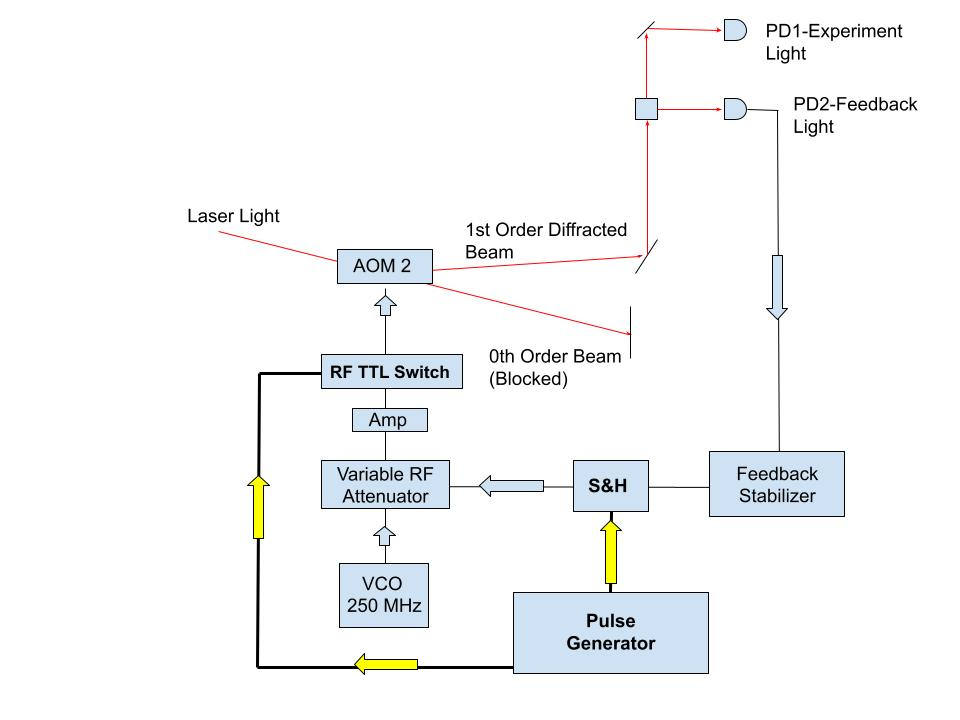 PD1-Experiment
Light
PD2-Feedback
Light
Laser Light
1st Order Diffracted
Beam
AOM 2
0th Order Beam
(Blocked)
RF TTL Switch
Amp
Variable RF
Attenuator
S&H
Feedback
Stabilizer
VCO
250 MHz
Pulse
Generator